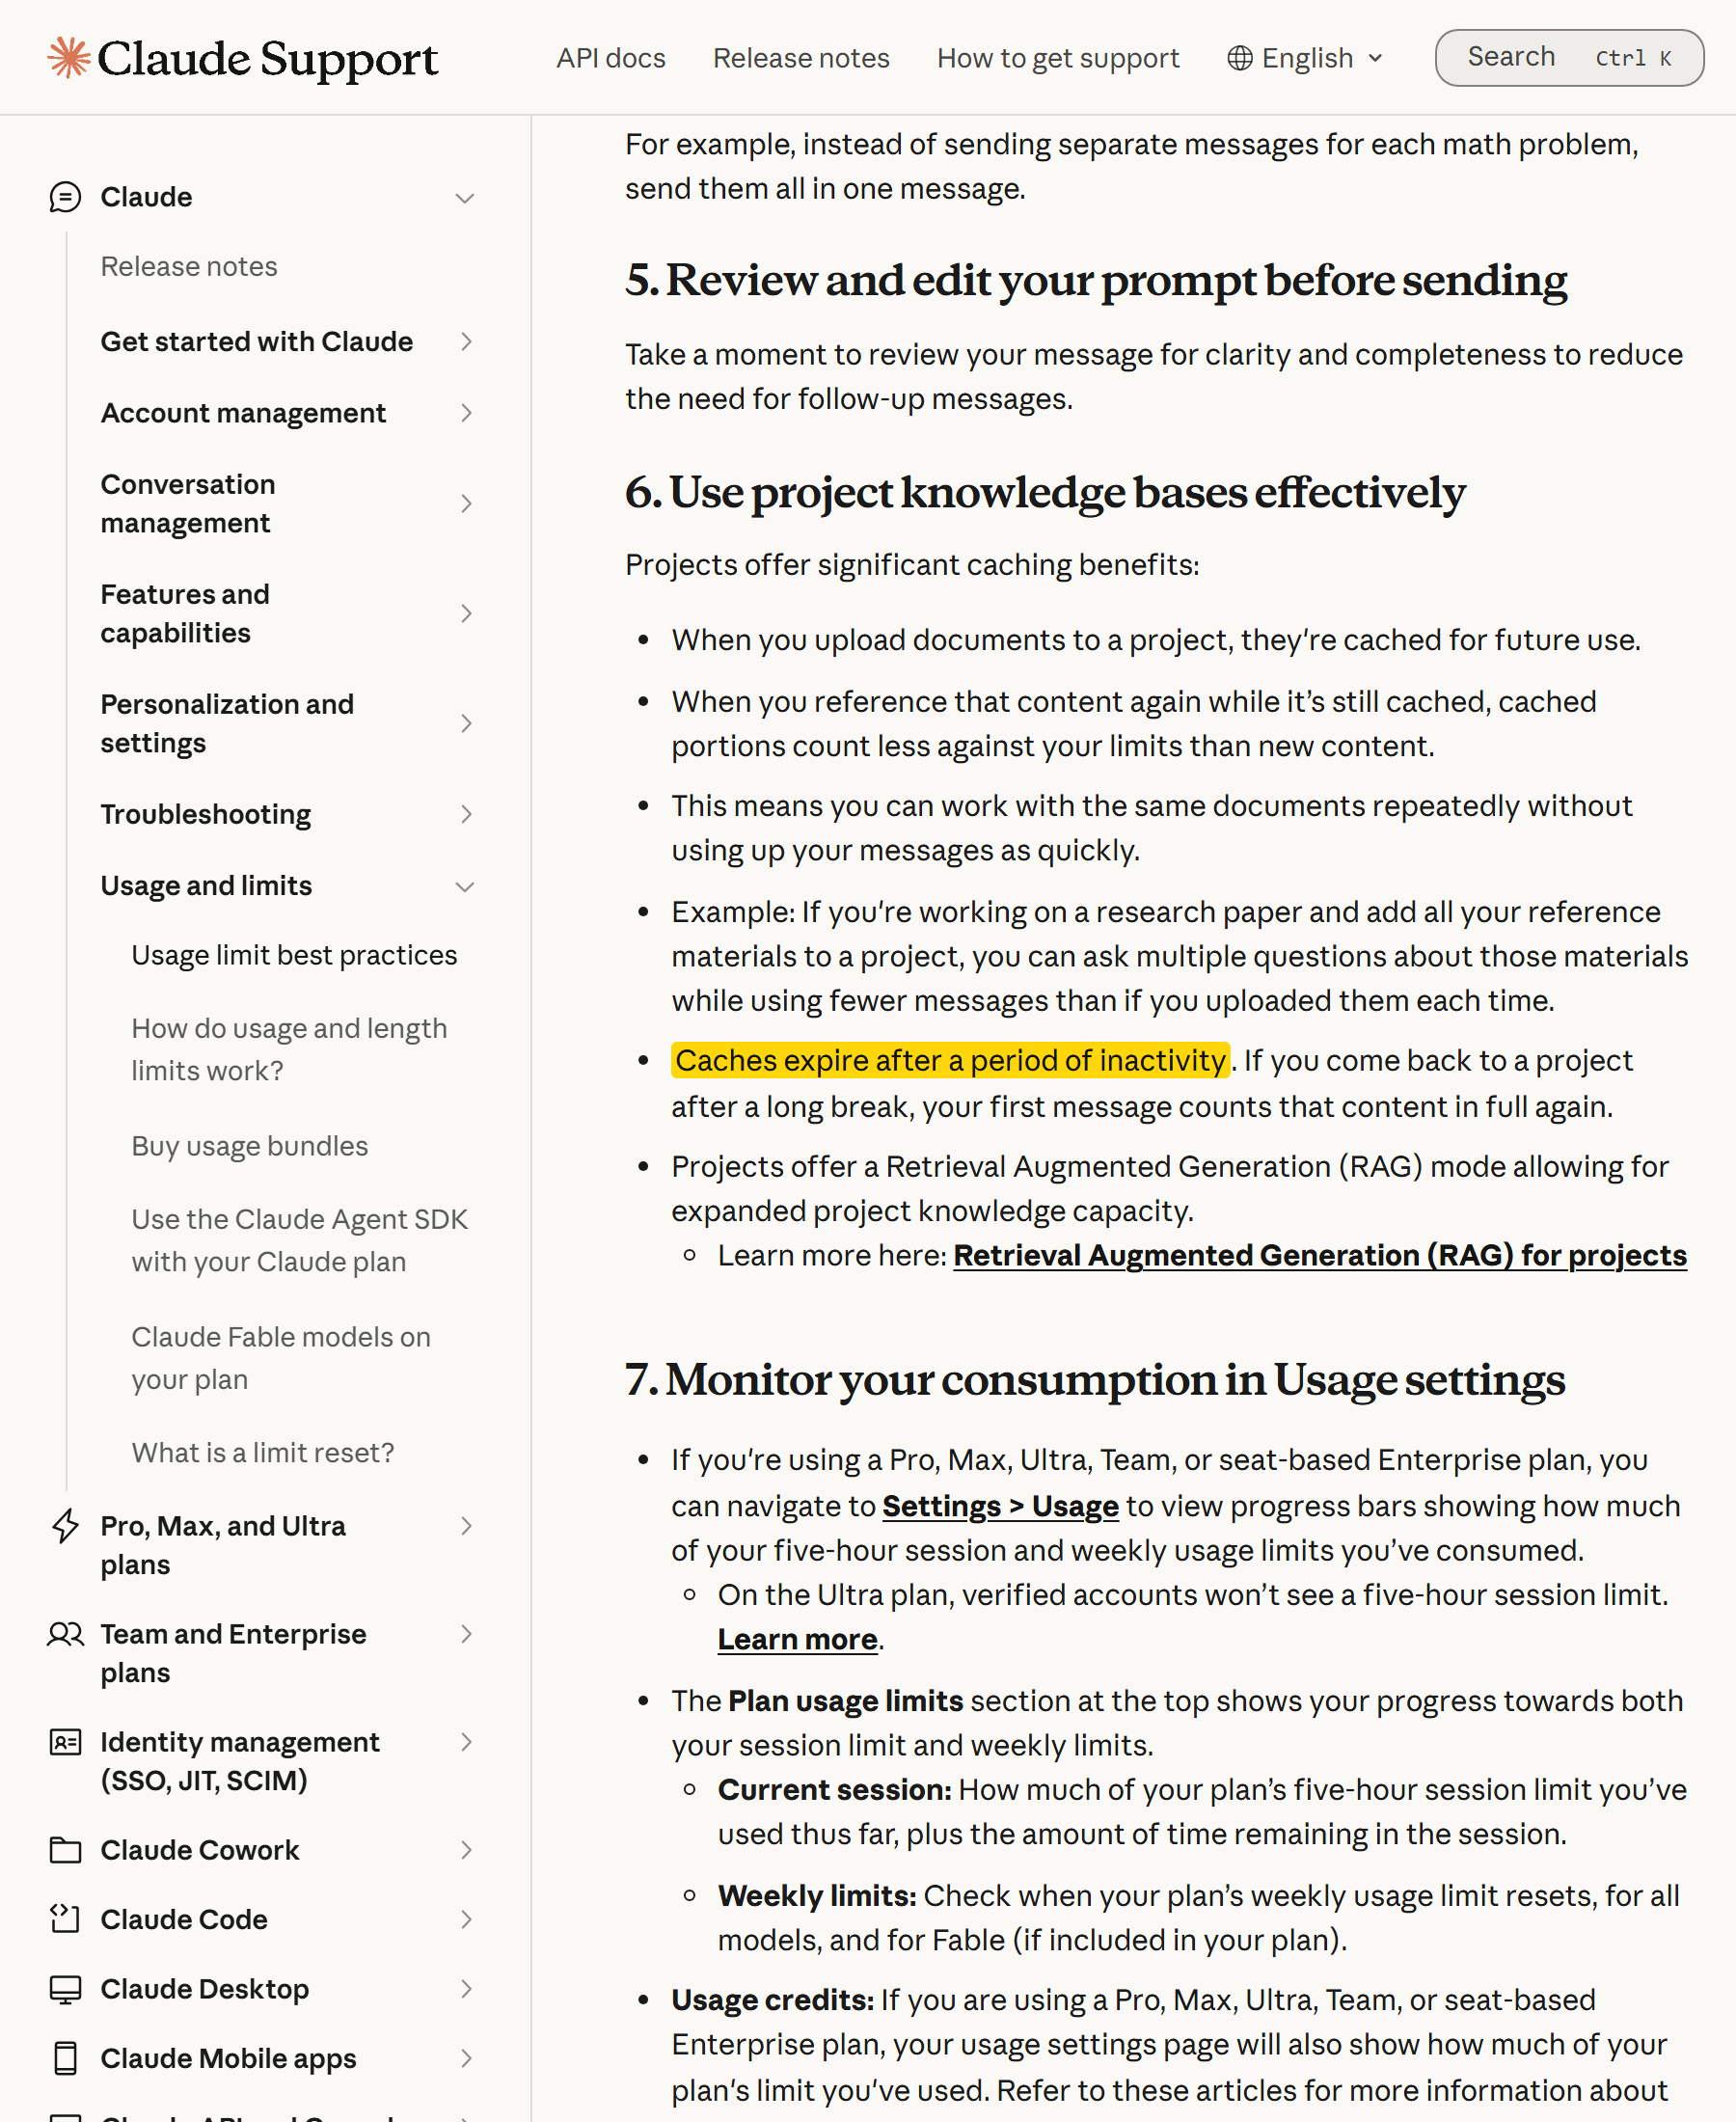 Claude Support
API docs
Release notes
How to get support
English
Search
Ctrl K
Claude
Release notes
Get started with Claude
Account management
Conversation
management
Features and
capabilities
Personalization and
settings
Troubleshooting
Usage and limits
Usage limit best practices
How do usage and length
limits work?
Buy usage bundles
Use the Claude Agent SDK
with your Claude plan
Claude Fable models on
your plan
What is a limit reset?
Pro, Max, and Ultra
plans
Team and Enterprise
plans
Identity management
(SSO, JIT, SCIM)
Claude Cowork
Claude Code
Claude Desktop
Claude Mobile apps
For example, instead of sending separate messages for each math problem,
send them all in one message.
5. Review and edit your prompt before sending
Take a moment to review your message for clarity and completeness to reduce
the need for follow-up messages.
6. Use project knowledge bases effectively
Projects offer significant caching benefits:
• When you upload documents to a project, they're cached for future use.
• When you reference that content again while it’s still cached, cached
portions count less against your limits than new content.
• This means you can work with the same documents repeatedly without
using up your messages as quickly.
• Example: If you're working on a research paper and add all your reference
materials to a project, you can ask multiple questions about those materials
while using fewer messages than if you uploaded them each time.
• Caches expire after a period of inactivity. If you come back to a project
after a long break, your first message counts that content in full again.
• Projects offer a Retrieval Augmented Generation (RAG) mode allowing for
expanded project knowledge capacity.
◦ Learn more here: Retrieval Augmented Generation (RAG) for projects
7. Monitor your consumption in Usage settings
• If you're using a Pro, Max, Ultra, Team, or seat-based Enterprise plan, you
can navigate to Settings > Usage to view progress bars showing how much
of your five-hour session and weekly usage limits you’ve consumed.
◦ On the Ultra plan, verified accounts won’t see a five-hour session limit.
Learn more.
• The Plan usage limits section at the top shows your progress towards both
your session limit and weekly limits.
◦ Current session: How much of your plan’s five-hour session limit you’ve
used thus far, plus the amount of time remaining in the session.
◦ Weekly limits: Check when your plan’s weekly usage limit resets, for all
models, and for Fable (if included in your plan).
• Usage credits: If you are using a Pro, Max, Ultra, Team, or seat-based
Enterprise plan, your usage settings page will also show how much of your
plan's limit you've used. Refer to these articles for more information about